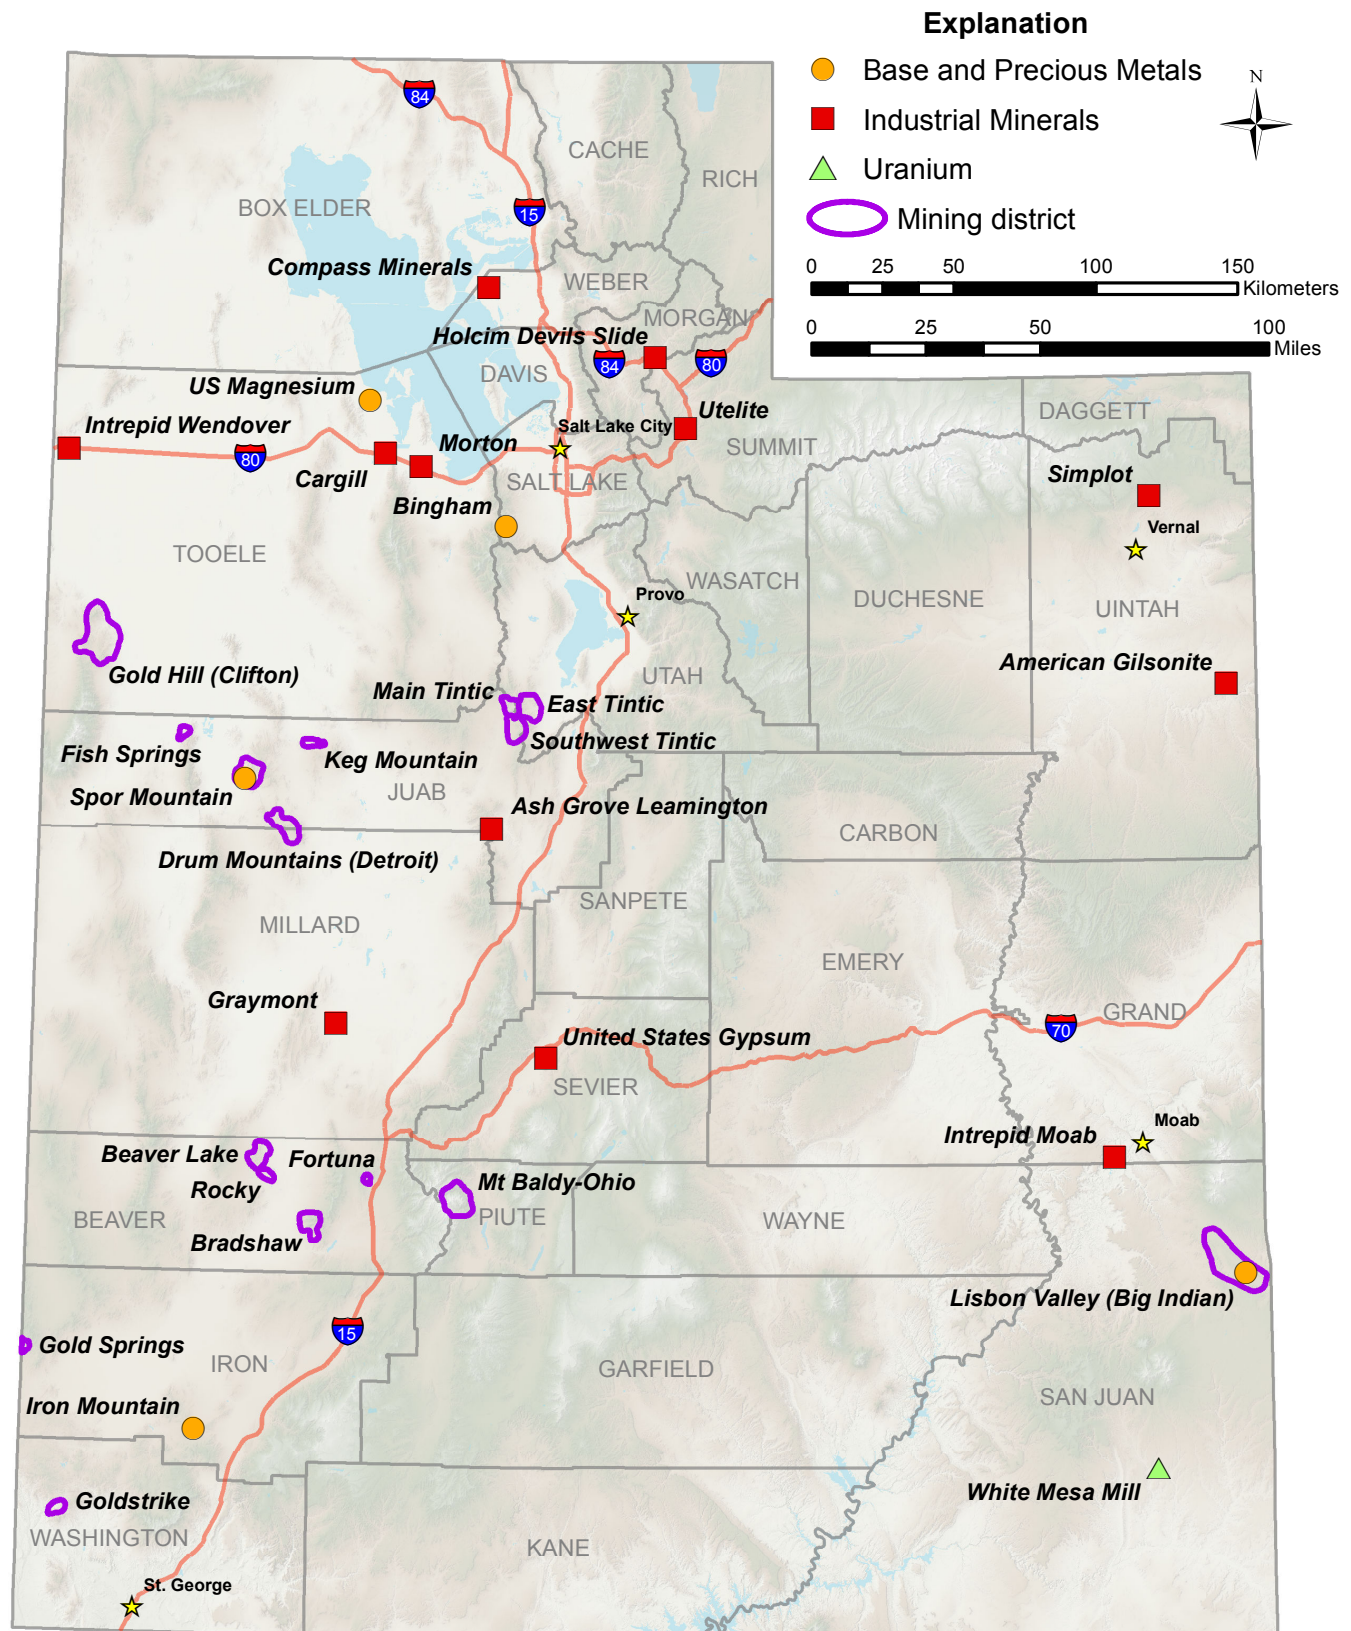 Explanation
Base and Precious Metals
Industrial Minerals
Uranium
Mining district
N
0 25 50 100 150
Kilometers
0 25 50 100
Miles
84
CACHE
RICH
BOX ELDER
15
Compass Minerals
WEBER
MORGAN
Holcim Devils Slide
84
80
DAVIS
US Magnesium
Utelite
DAGGETT
Intrepid Wendover
Salt Lake City
Morton
SUMMIT
80
Cargill
SALT LAKE
Simplot
Bingham
Vernal
TOOELE
WASATCH
Provo
DUCHESNE
UINTAH
American Gilsonite
Gold Hill (Clifton)
UTAH
Main Tintic
East Tintic
Southwest Tintic
Fish Springs
Keg Mountain
Spor Mountain
JUAB
Ash Grove Leamington
CARBON
Drum Mountains (Detroit)
SANPETE
MILLARD
EMERY
Graymont
GRAND
70
United States Gypsum
SEVIER
Moab
Intrepid Moab
Beaver Lake
Fortuna
Rocky
Mt Baldy-Ohio
BEAVER
PIUTE
WAYNE
Bradshaw
Lisbon Valley (Big Indian)
15
Gold Springs
IRON
GARFIELD
SAN JUAN
Iron Mountain
White Mesa Mill
Goldstrike
WASHINGTON
KANE
St. George